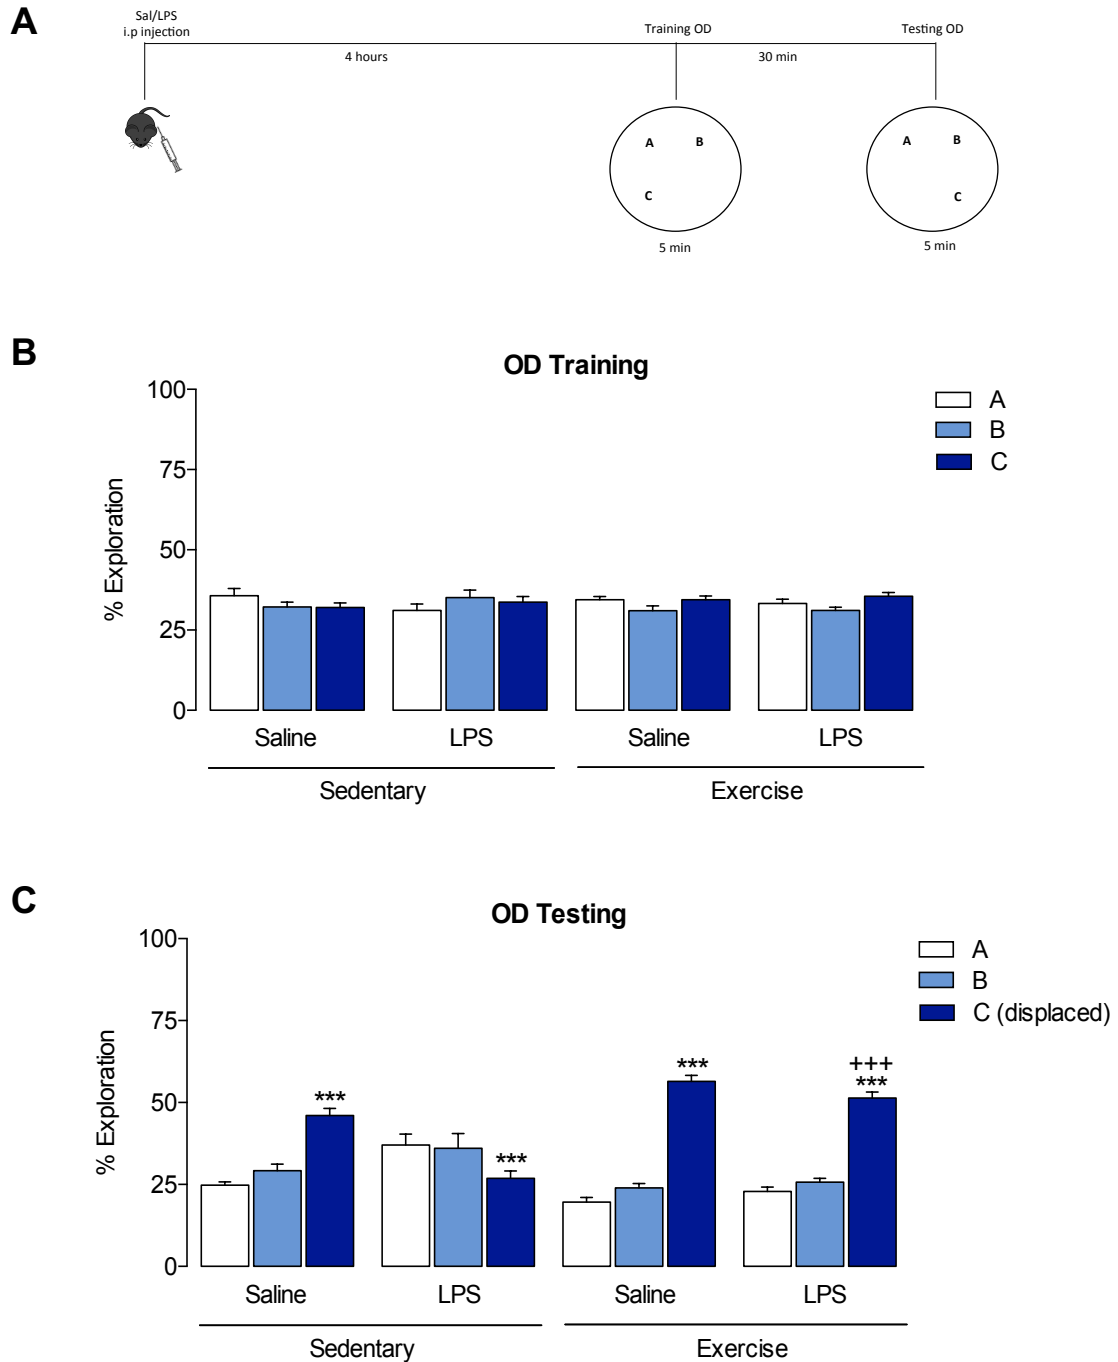 A
Sal/LPS
i.p injection
Training OD
Testing OD
4 hours
30 min
A B
C
A B
C
5 min
5 min
B
OD Training
100
75
50
25
0
% Exploration
A
B
C
Saline LPS Saline LPS
Sedentary Exercise
C
OD Testing
100
75
50
25
0
% Exploration
A
B
C (displaced)
***
***
***
+++
***
Saline LPS Saline LPS
Sedentary Exercise